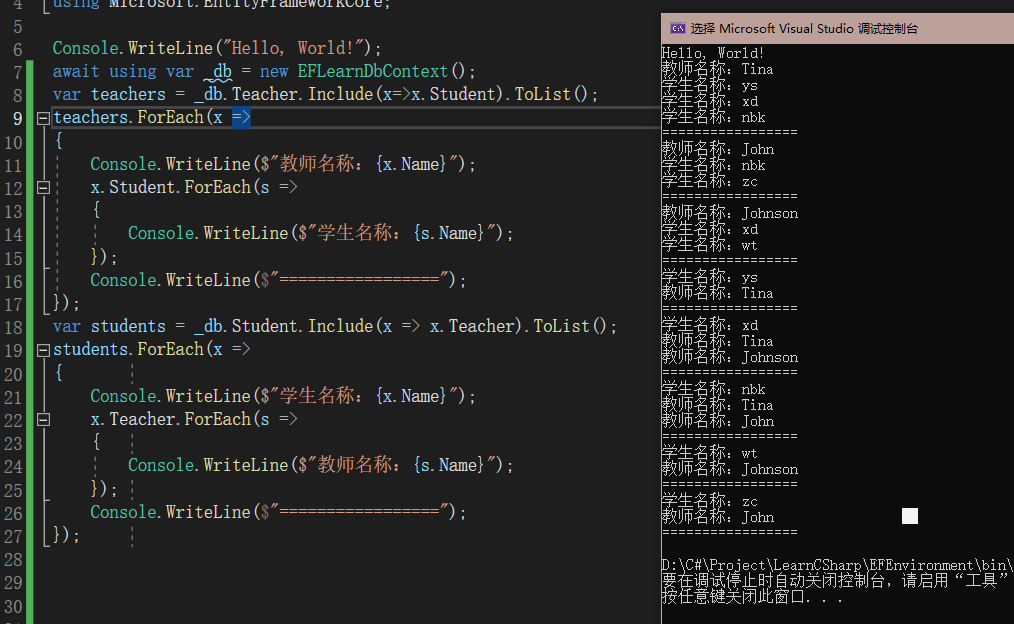 4 using Microsoft.EntityFrameworkCore;
5
6 Console.WriteLine("Hello, World!");
7 await using var _db = new EFLearnDbContext();
8 var teachers = _db.Teacher.Include(x=>x.Student).ToList();
9 teachers.ForEach(x =>
10 {
11 Console.WriteLine($"教师名称: {x.Name}");
12 x.Student.ForEach(s =>
13 {
14 Console.WriteLine($"学生名称: {s.Name}");
15 });
16 Console.WriteLine($"=================");
17 });
18 var students = _db.Student.Include(x => x.Teacher).ToList();
19 students.ForEach(x =>
20 {
21 Console.WriteLine($"学生名称: {x.Name}");
22 x.Teacher.ForEach(s =>
23 {
24 Console.WriteLine($"教师名称: {s.Name}");
25 });
26 Console.WriteLine($"=================");
27 });
28
29
30
选择 Microsoft Visual Studio 调试控制台
Hello, World!
教师名称: Tina
学生名称: ys
学生名称: xd
学生名称: nbk
=================
教师名称: John
学生名称: nbk
学生名称: zc
=================
教师名称: Johnson
学生名称: xd
学生名称: wt
=================
学生名称: ys
教师名称: Tina
=================
学生名称: xd
教师名称: Tina
教师名称: Johnson
=================
学生名称: nbk
教师名称: Tina
教师名称: John
=================
学生名称: wt
教师名称: Johnson
=================
学生名称: zc
教师名称: John
=================
D:\C#\Project\LearnCSharp\EFEnvironment\bin\
要在调试停止时自动关闭控制台，请启用“工具”
按任意键关闭此窗口. . .